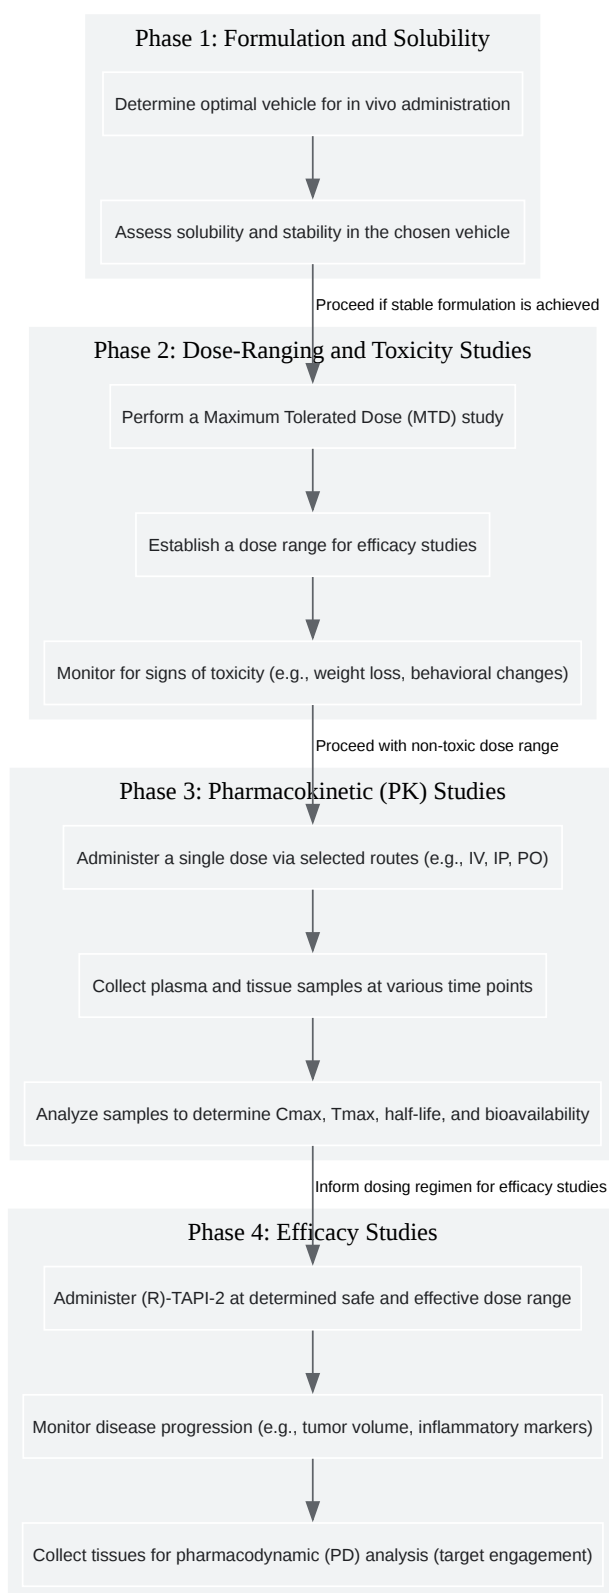 Phase 1: Formulation and Solubility
Determine optimal vehicle for in vivo administration
Assess solubility and stability in the chosen vehicle
Proceed if stable formulation is achieved
Phase 2: Dose-Ranging and Toxicity Studies
Perform a Maximum Tolerated Dose (MTD) study
Establish a dose range for efficacy studies
Monitor for signs of toxicity (e.g., weight loss, behavioral changes)
Proceed with non-toxic dose range
Phase 3: Pharmacokinetic (PK) Studies
Administer a single dose via selected routes (e.g., IV, IP, PO)
Collect plasma and tissue samples at various time points
Analyze samples to determine Cmax, Tmax, half-life, and bioavailability
Inform dosing regimen for efficacy studies
Phase 4: Efficacy Studies
Administer (R)-TAPI-2 at determined safe and effective dose range
Monitor disease progression (e.g., tumor volume, inflammatory markers)
Collect tissues for pharmacodynamic (PD) analysis (target engagement)